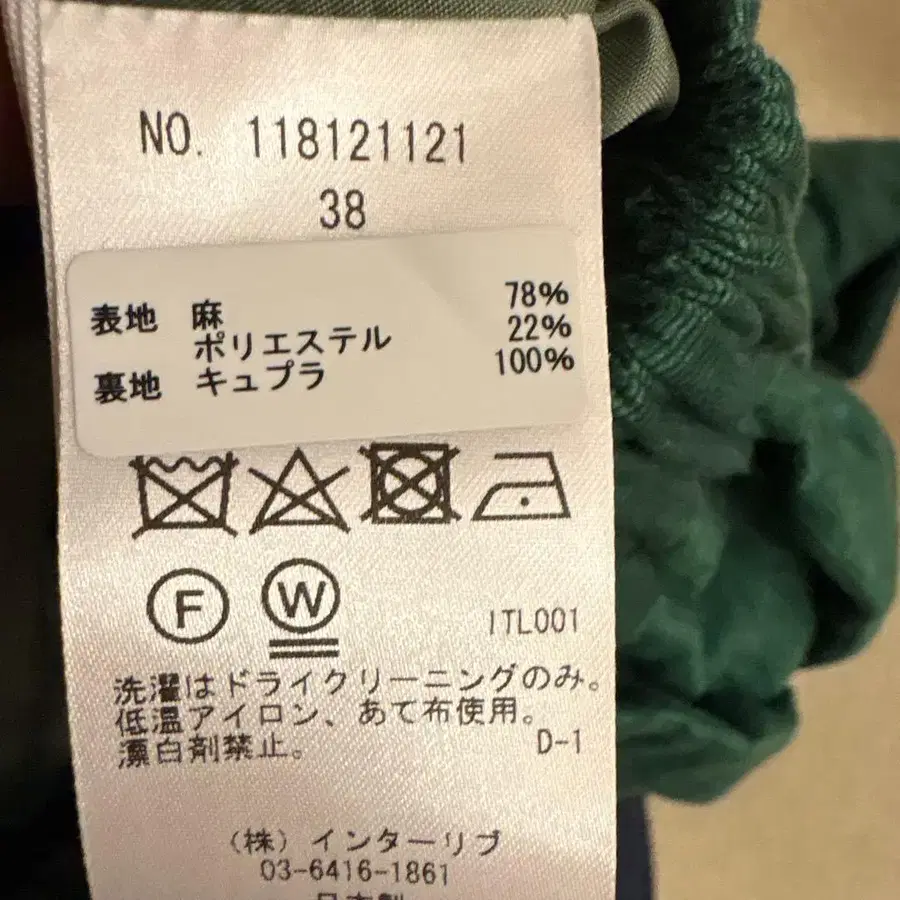 NO. 118121121
38
表地 麻 78%
ポリエステル 22%
裏地 キュプラ 100%
F W
ITL001
洗濯はドライクリーニングのみ。
低温アイロン、あて布使用。
漂白剤禁止。 D-1
(株)インターリブ
03-6416-1861